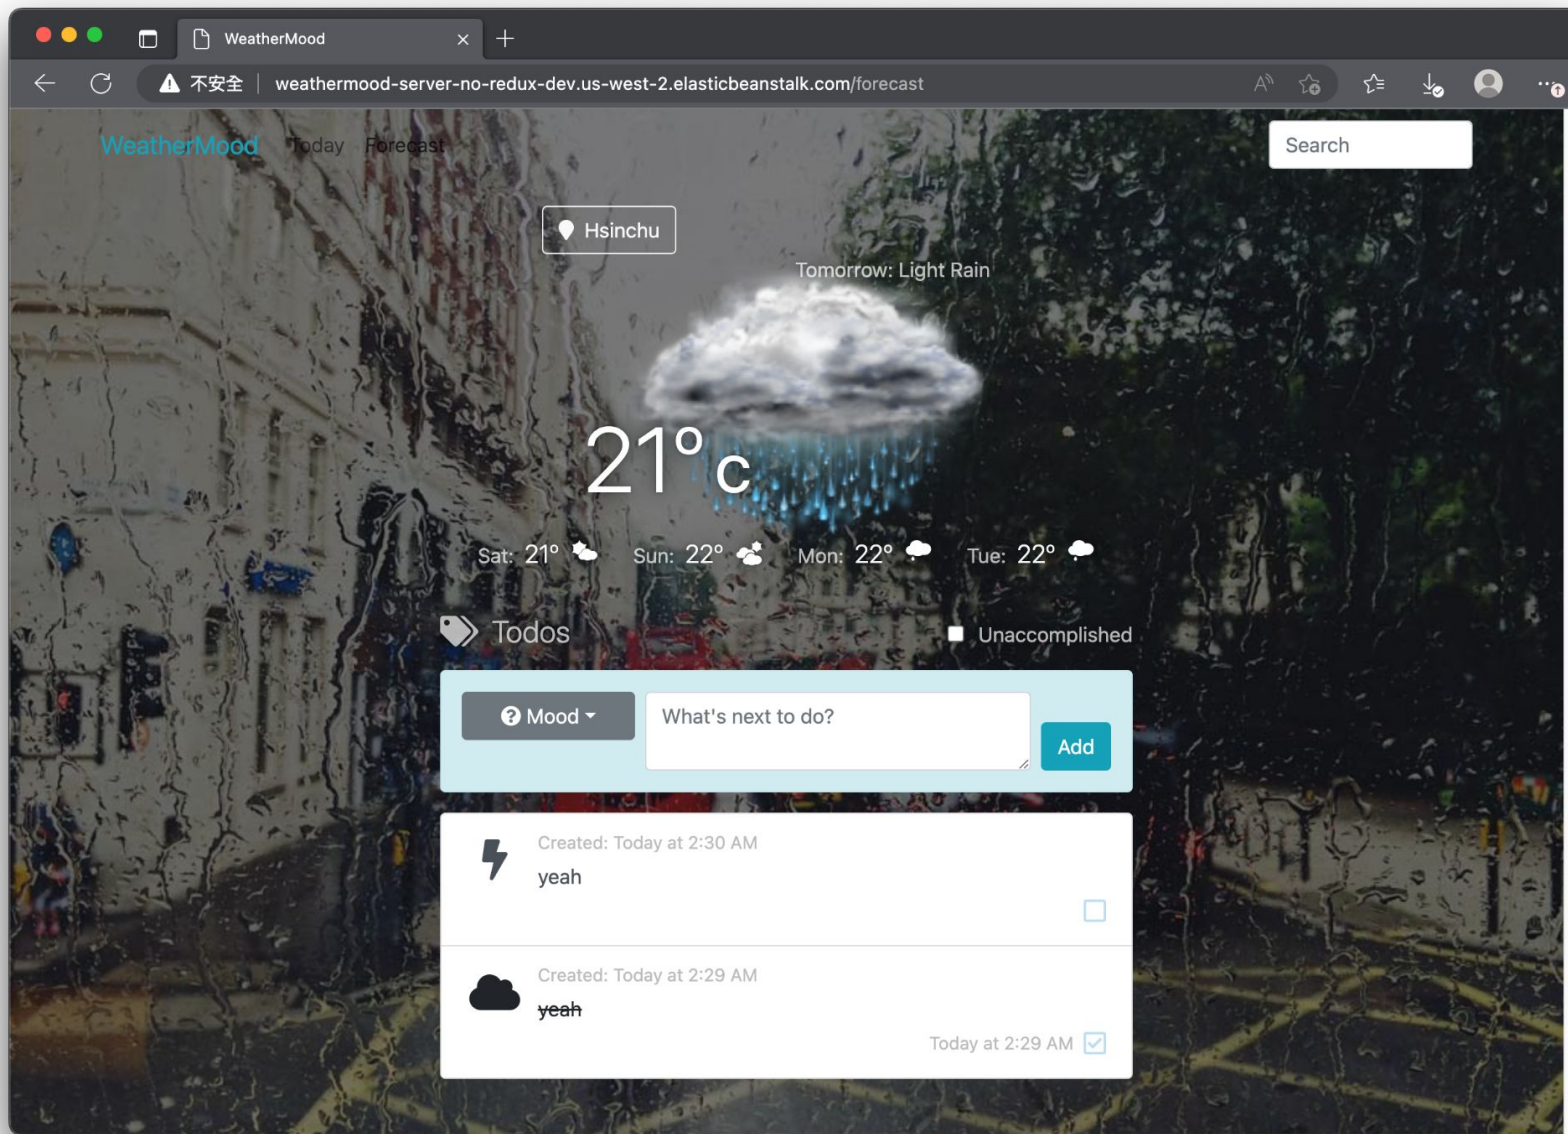 WeatherMood
不安全
weathermood-server-no-redux-dev.us-west-2.elasticbeanstalk.com/forecast
WeatherMood Today Forecast
Search
Hsinchu
Tomorrow: Light Rain
21° c
Sat: 21° Sun: 22° Mon: 22° Tue: 22°
Todos
Unaccomplished
Mood
What's next to do?
Add
Created: Today at 2:30 AM
yeah
Created: Today at 2:29 AM
yeah
Today at 2:29 AM